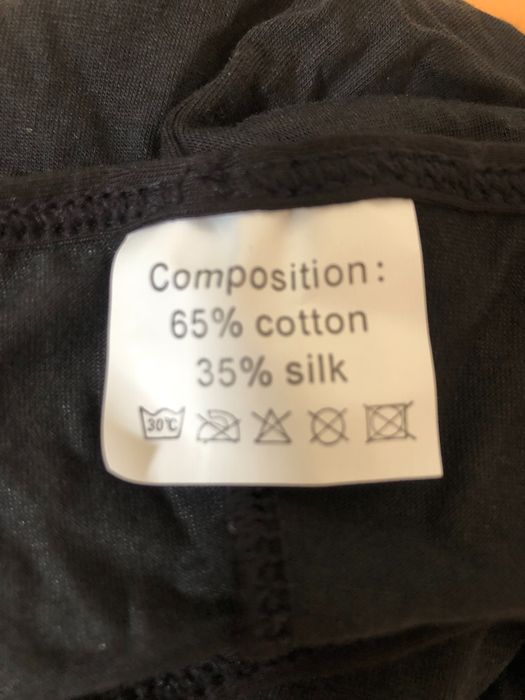 Composition:
65% cotton
35% silk
30℃